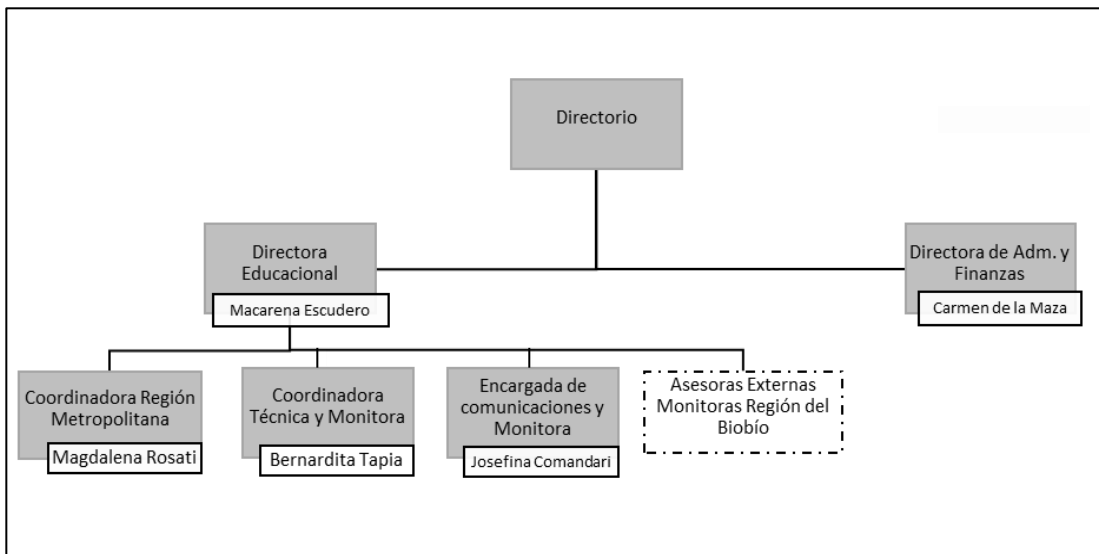 Directorio
Directora
Educacional
Macarena Escudero
Directora de Adm. y
Finanzas
Carmen de la Maza
Coordinadora Región
Metropolitana
Magdalena Rosati
Coordinadora
Técnica y Monitora
Bernardita Tapia
Encargada de
comunicaciones y
Monitora
Josefina Comandari
Asesoras Externas
Monitoras Región del
Biobío